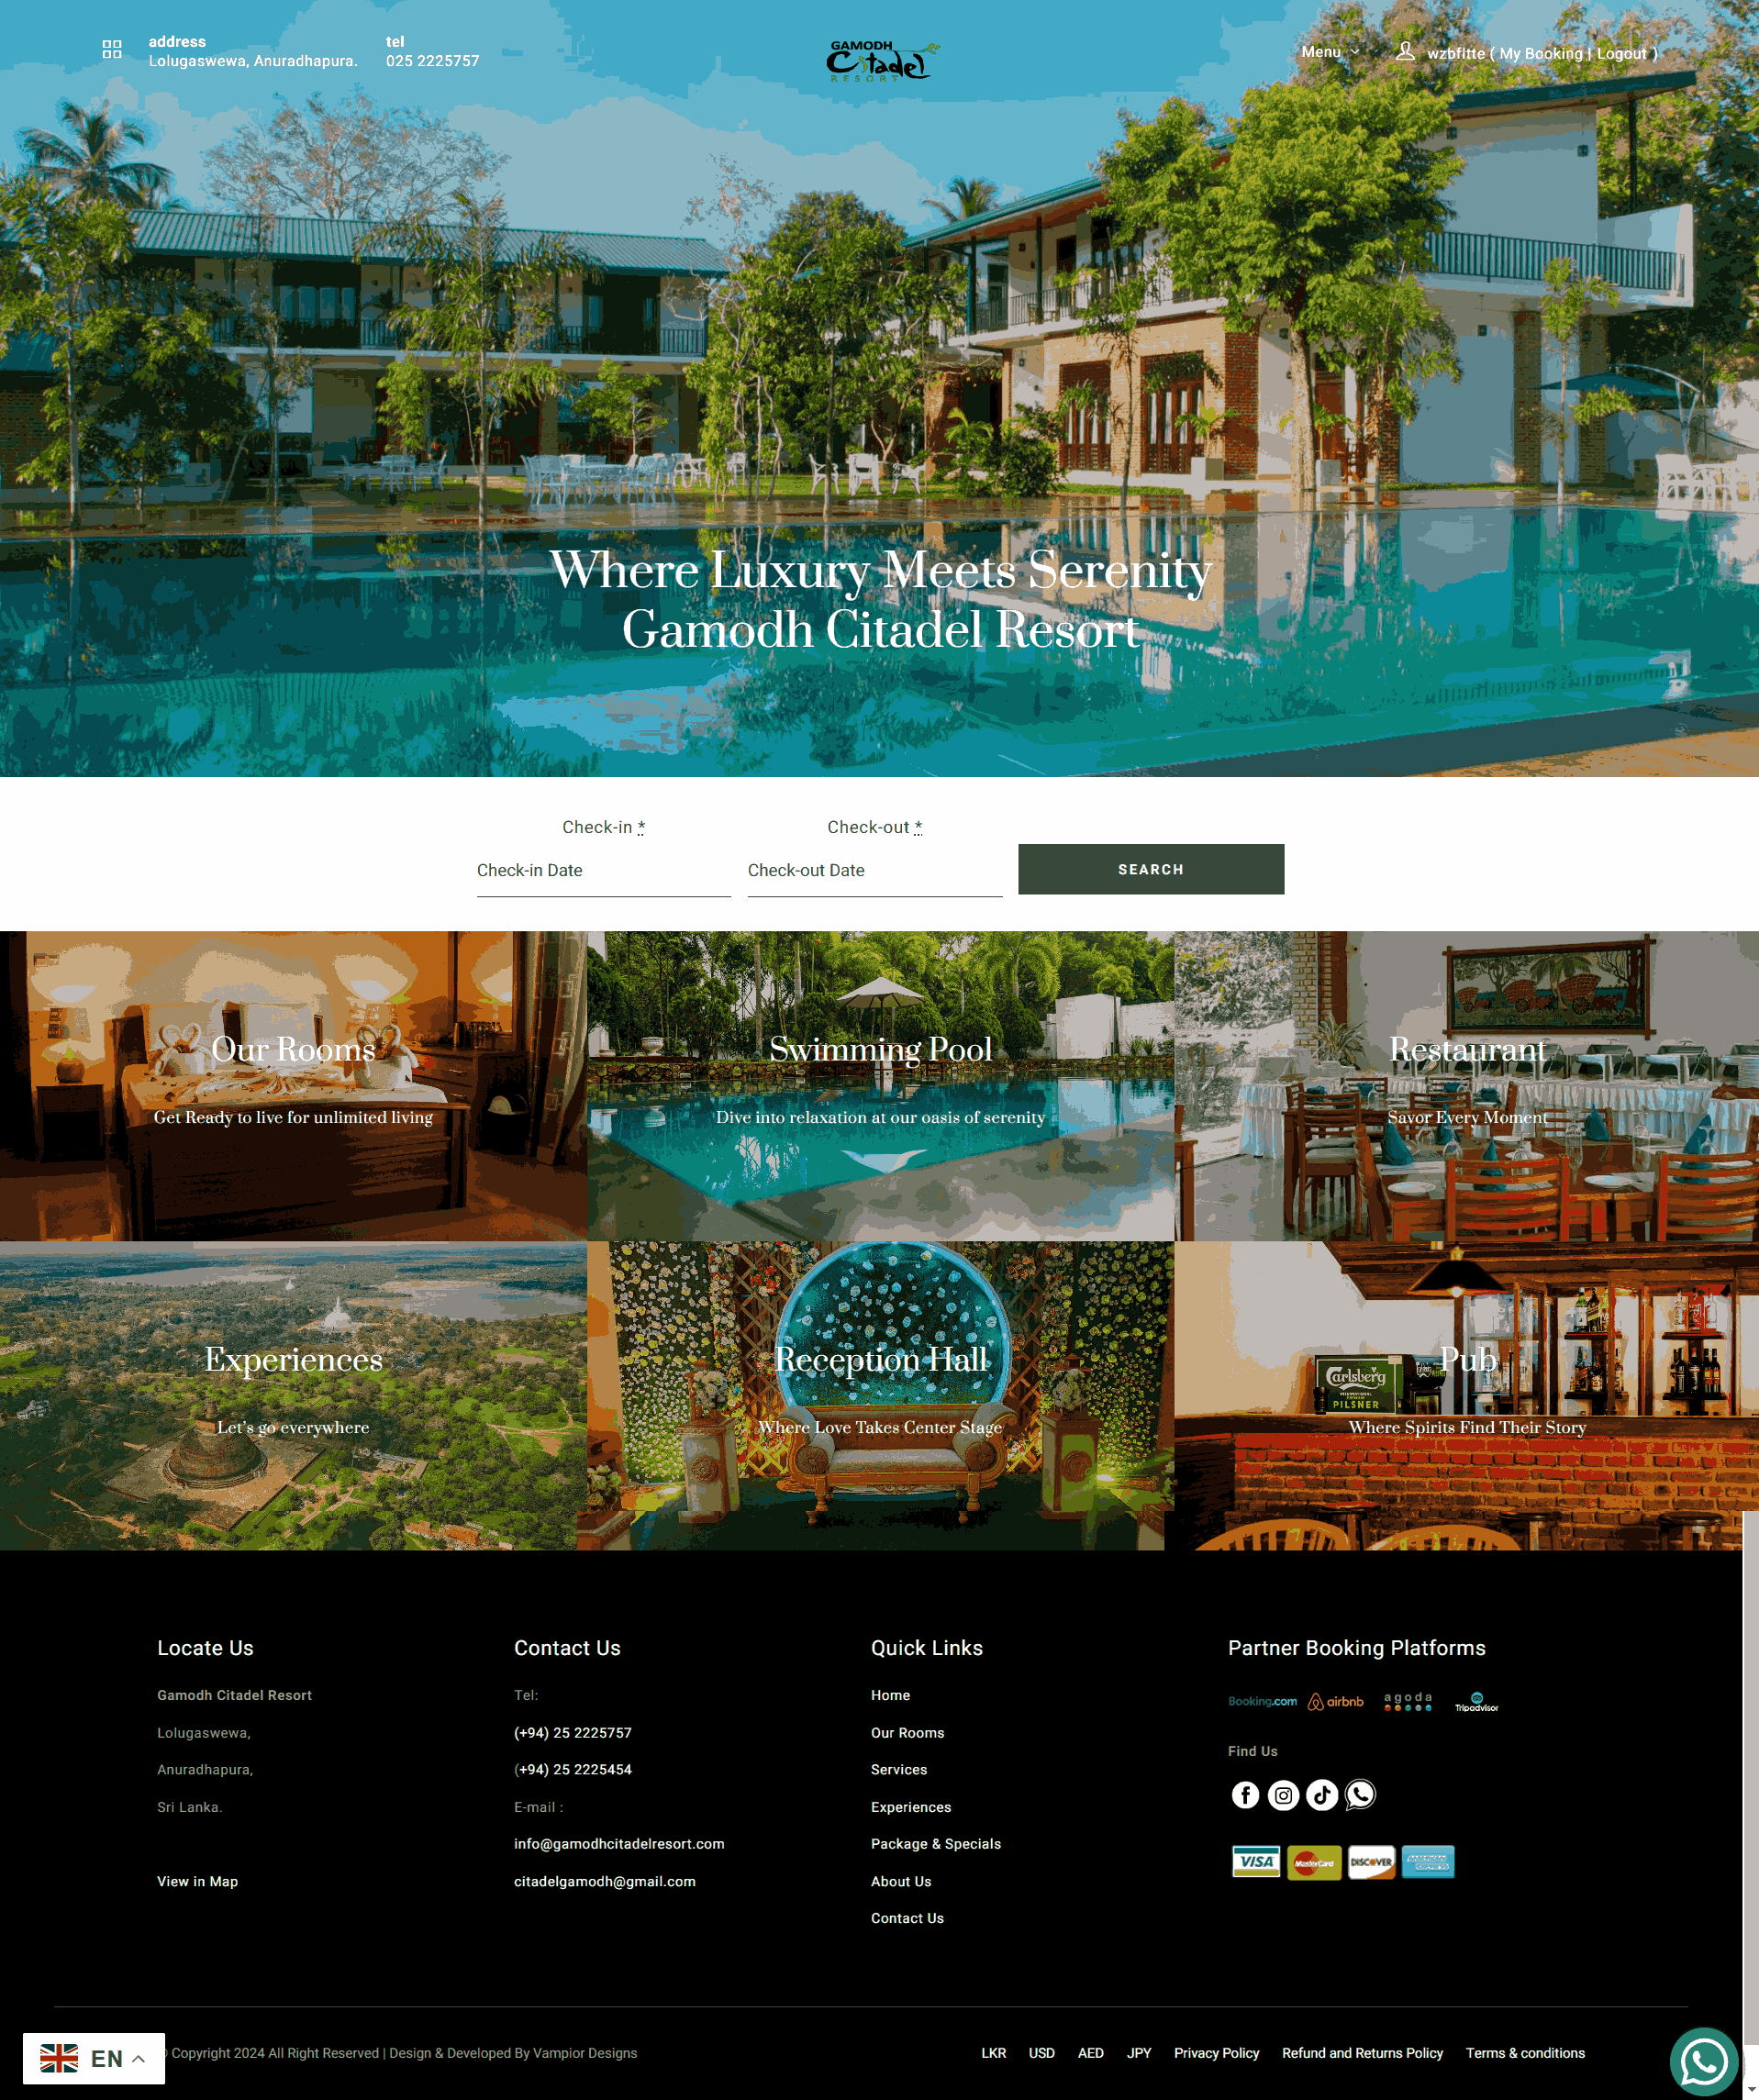 address
Lolugaswewa, Anuradhapura.
tel
025 2225757
GAMODH
Citadel
RESORT
Menu
wzbfitte ( My Booking | Logout )
Where Luxury Meets Serenity
Gamodh Citadel Resort
Check-in *
Check-out *
Check-in Date
Check-out Date
SEARCH
Our Rooms
Get Ready to live for unlimited living
Swimming Pool
Dive into relaxation at our oasis of serenity
Restaurant
Savor Every Moment
Experiences
Let's go everywhere
Reception Hall
Where Love Takes Center Stage
Pub
Carlsberg
PILSNER
Where Spirits Find Their Story
Locate Us
Gamodh Citadel Resort
Lolugaswewa,
Anuradhapura,
Sri Lanka.
View in Map
Contact Us
Tel:
(+94) 25 2225757
(+94) 25 2225454
E-mail :
info@gamodhcitadelresort.com
citadelgamodh@gmail.com
Quick Links
Home
Our Rooms
Services
Experiences
Package & Specials
About Us
Contact Us
Partner Booking Platforms
Booking.com
airbnb
agoda
Tripadvisor
Find Us
VISA
MasterCard
DISCOVER
AMERICAN EXPRESS
EN
Copyright 2024 All Right Reserved | Design & Developed By Vampior Designs
LKR USD AED JPY Privacy Policy Refund and Returns Policy Terms & conditions